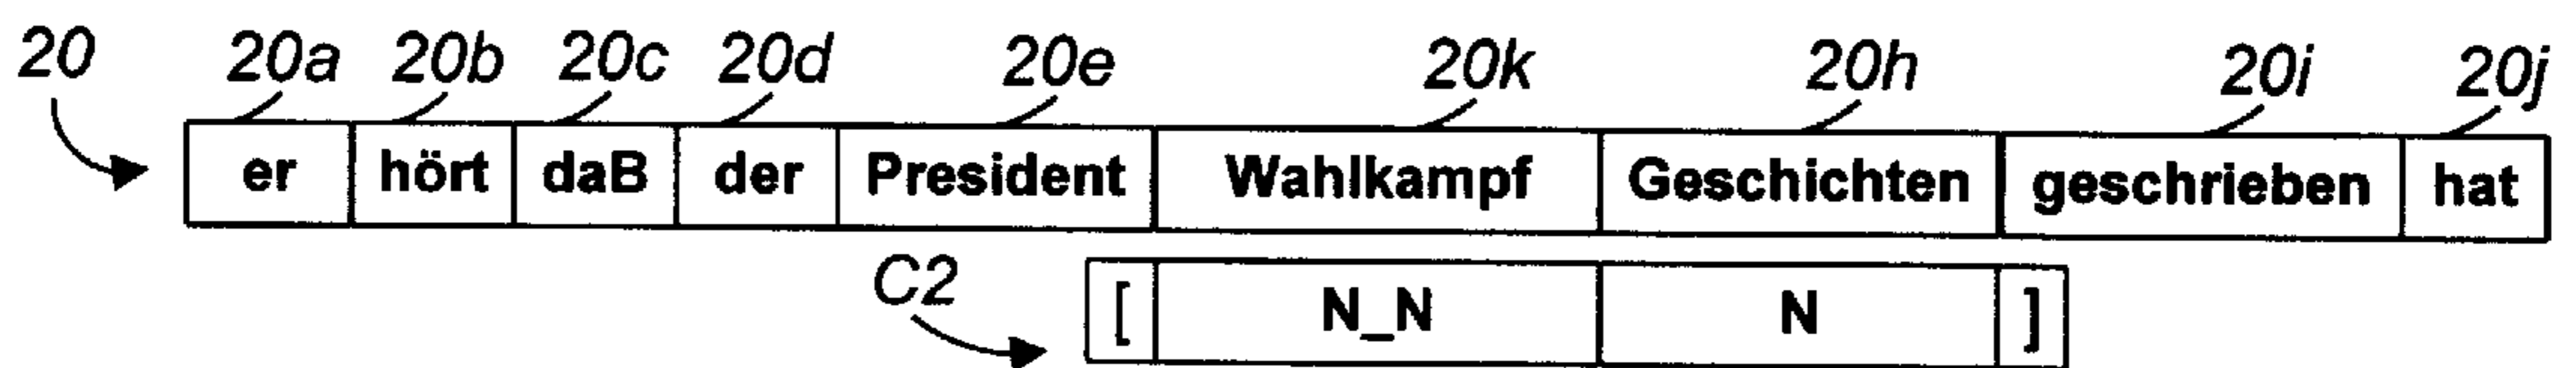 20 20a 20b 20c 20d 20e 20k 20h 20i 20j
er hört daB der President Wahlkampf Geschichten geschrieben hat
C2
[ N_N N ]